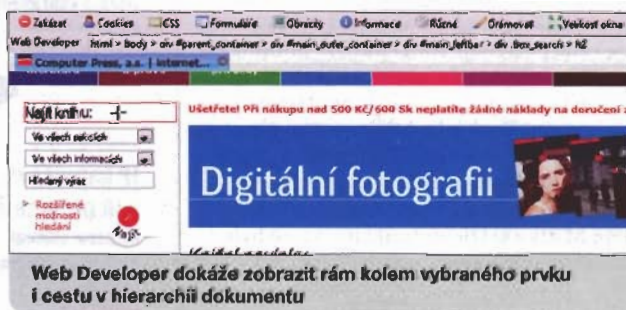 Zakázat Cookies CSS Formuláře Obrázky Informace Různé Orámovat Velikost okna
Web Developer html > body > div #parent_container > div #main_outer_container > div #main_leftbar > div .box_search > h2
Computer Press, a.s. | Internet...
Najít knihu:
Ušetřete! Při nákupu nad 500 Kč/600 Sk neplatíte žádné náklady na doručení
Ve všech sekcích
Ve všech informacích
Hledaný výraz
Digitální fotografii
Rozšířené
možnosti
hledání
Najít
Web Developer dokáže zobrazit rám kolem vybraného prvku
i cestu v hierarchii dokumentu